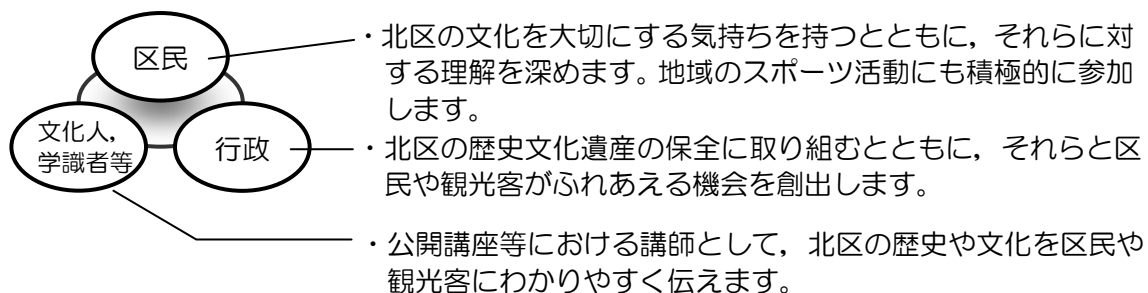 区民
・北区の文化を大切にする気持ちを持つとともに，それらに対
する理解を深めます。地域のスポーツ活動にも積極的に参加
します。
文化人，
学識者等
行政
・北区の歴史文化遺産の保全に取り組むとともに，それらと区
民や観光客がふれあえる機会を創出します。
・公開講座等における講師として，北区の歴史や文化を区民や
観光客にわかりやすく伝えます。